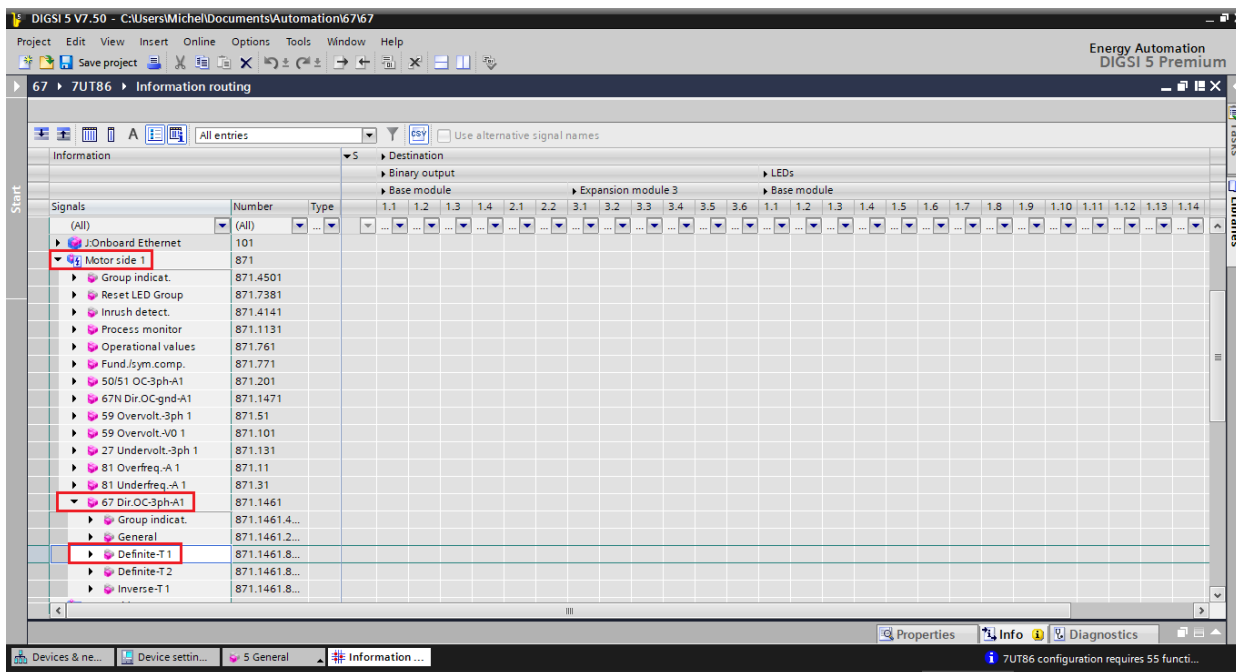 DIGSI 5 V7.50 - C:\Users\Michel\Documents\Automation\67\67
Project Edit View Insert Online Options Tools Window Help
Save project
Energy Automation
DIGSI 5 Premium
67 ▸ 7UT86 ▸ Information routing
All entries
CSV
Use alternative signal names
Start
Tasks
Libraries
Information S Destination
Binary output LEDs
Base module Expansion module 3 Base module
Signals Number Type 1.1 1.2 1.3 1.4 2.1 2.2 3.1 3.2 3.3 3.4 3.5 3.6 1.1 1.2 1.3 1.4 1.5 1.6 1.7 1.8 1.9 1.10 1.11 1.12 1.13 1.14
(All) (All) ... ... ... ... ... ... ... ... ... ... ... ... ... ... ... ... ... ... ... ... ... ... ... ... ... ... ...
J:Onboard Ethernet 101
Motor side 1 871
Group indicat. 871.4501
Reset LED Group 871.7381
Inrush detect. 871.4141
Process monitor 871.1131
Operational values 871.761
Fund./sym.comp. 871.771
50/51 OC-3ph-A1 871.201
67N Dir.OC-gnd-A1 871.1471
59 Overvolt.-3ph 1 871.51
59 Overvolt.-V0 1 871.101
27 Undervolt.-3ph 1 871.131
81 Overfreq.-A 1 871.11
81 Underfreq.-A 1 871.31
67 Dir.OC-3ph-A1 871.1461
Group indicat. 871.1461.4...
General 871.1461.2...
Definite-T 1 871.1461.8...
Definite-T 2 871.1461.8...
Inverse-T 1 871.1461.8...
Properties Info Diagnostics
Devices & ne... Device settin... 5 General Information ... 7UT86 configuration requires 55 functi...